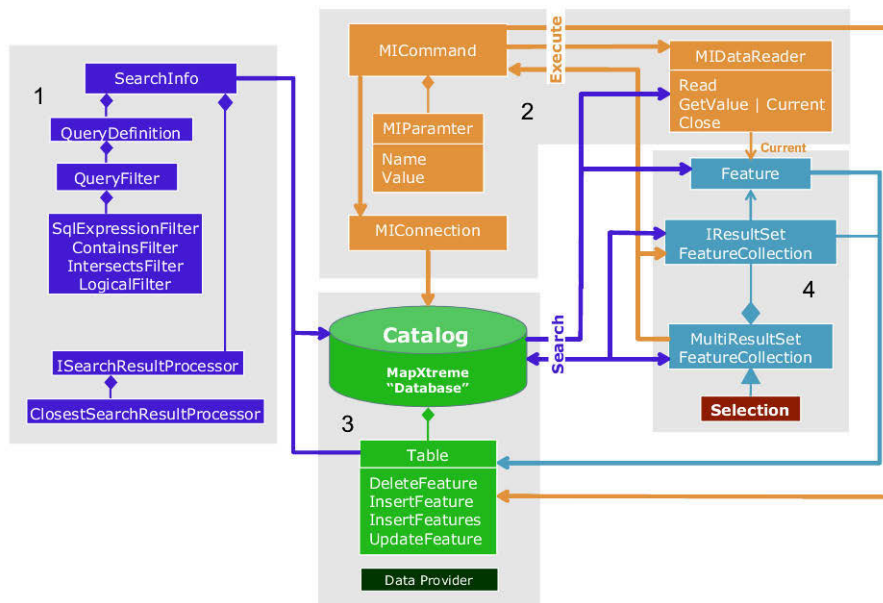 1
SearchInfo
QueryDefinition
QueryFilter
SqlExpressionFilter
ContainsFilter
IntersectsFilter
LogicalFilter
ISearchResultProcessor
ClosestSearchResultProcessor
2
MICommand
MIParamter
Name
Value
MIConnection
Execute
MIDataReader
Read
GetValue | Current
Close
Current
3
Catalog
MapXtreme
“Database”
Table
DeleteFeature
InsertFeature
InsertFeatures
UpdateFeature
Data Provider
Search
4
Feature
IResultSet
FeatureCollection
MultiResultSet
FeatureCollection
Selection